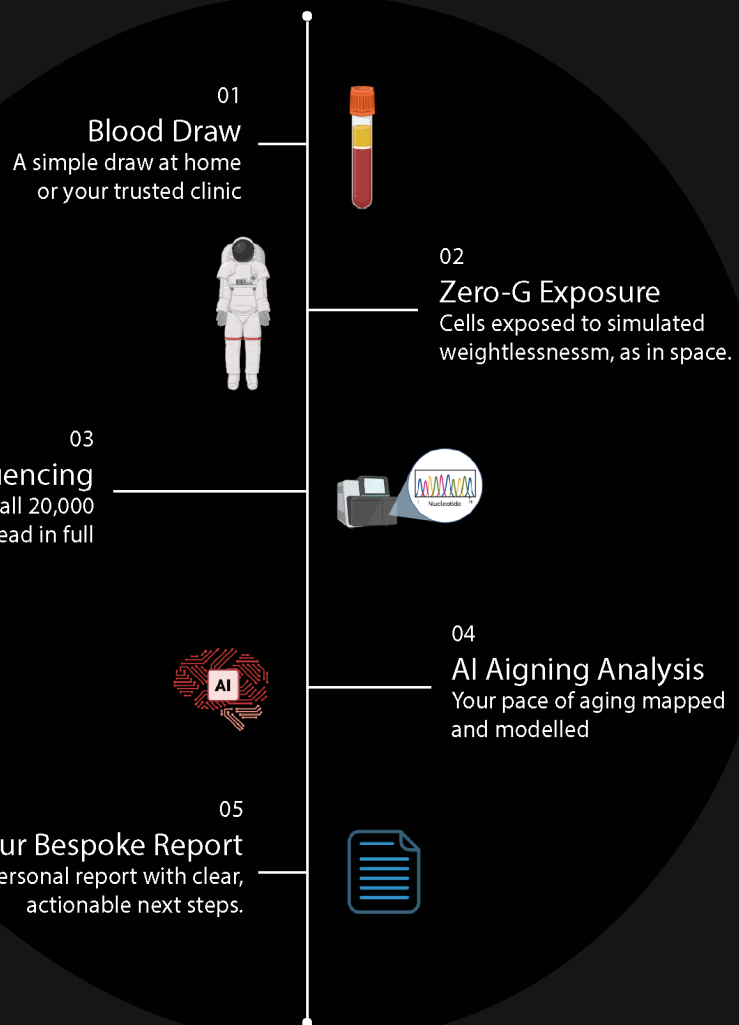 01
Blood Draw
A simple draw at home
or your trusted clinic
02
Zero-G Exposure
Cells exposed to simulated
weightlessnessm, as in space.
03
uencing
all 20,000
ead in full
Nucleotide
04
AI Aigning Analysis
Your pace of aging mapped
and modelled
AI
05
ur Bespoke Report
ersonal report with clear,
actionable next steps.